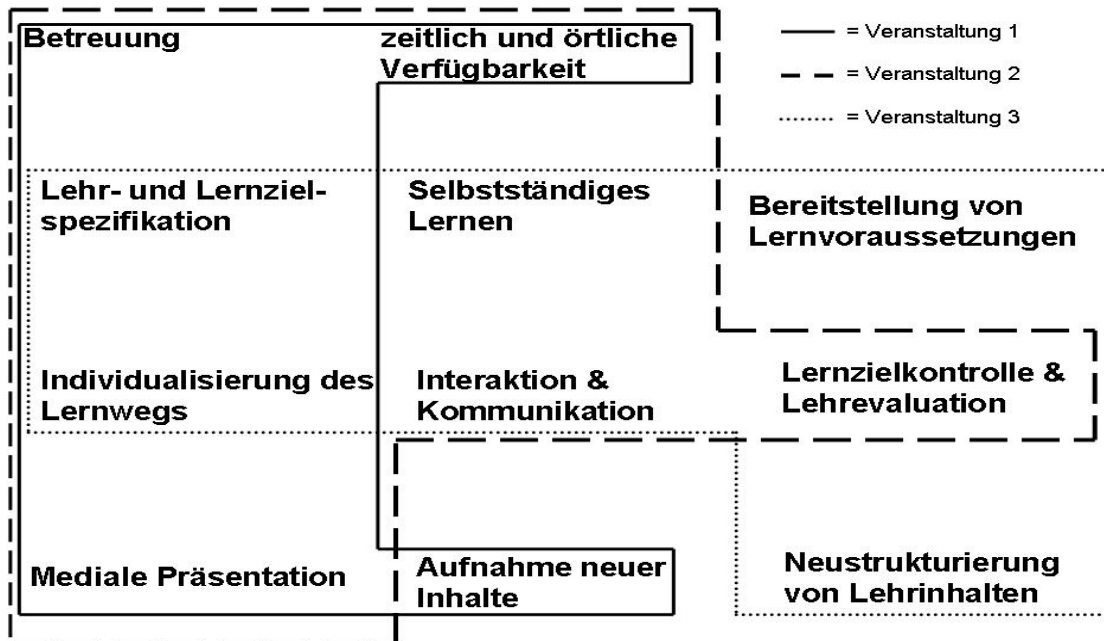 Betreuung
zeitlich und örtliche
Verfügbarkeit
= Veranstaltung 1
= Veranstaltung 2
= Veranstaltung 3
Lehr- und Lernziel-
spezifikation
Selbstständiges
Lernen
Bereitstellung von
Lernvoraussetzungen
Individualisierung des
Lernwegs
Interaktion &
Kommunikation
Lernzielkontrolle &
Lehrevaluation
Mediale Präsentation
Aufnahme neuer
Inhalte
Neustrukturierung
von Lehrinhalten